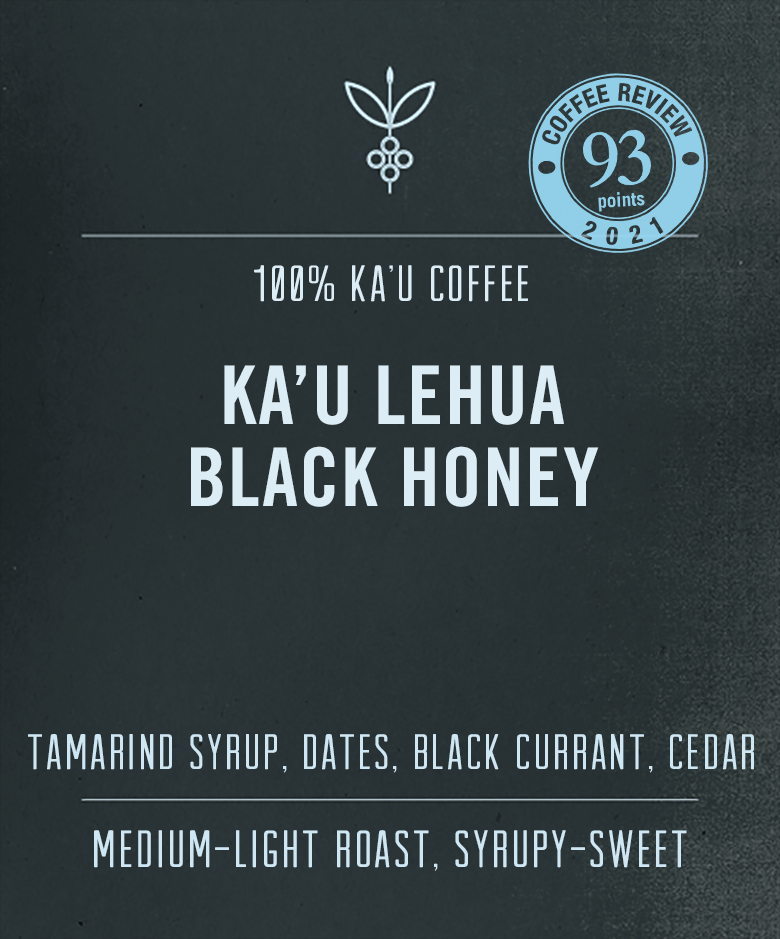 COFFEE REVIEW
93
points
2021
100% KA'U COFFEE
KA'U LEHUA
BLACK HONEY
TAMARIND SYRUP, DATES, BLACK CURRANT, CEDAR
MEDIUM-LIGHT ROAST, SYRUPY-SWEET